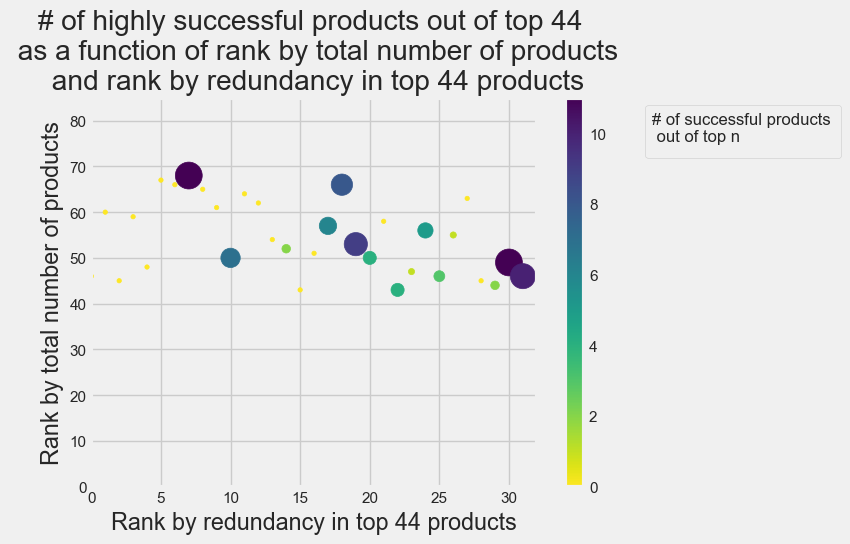 # of highly successful products out of top 44
as a function of rank by total number of products
and rank by redundancy in top 44 products
# of successful products
out of top n
Rank by total number of products
80
70
60
50
40
30
20
10
0
0 5 10 15 20 25 30
Rank by redundancy in top 44 products
10
8
6
4
2
0